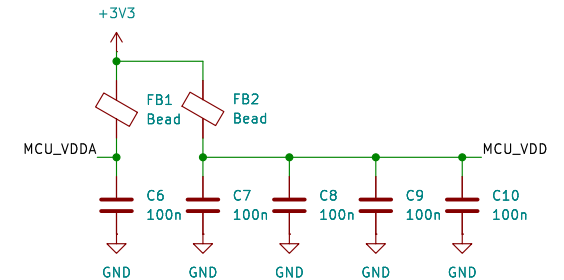 +3V3
FB1
Bead
FB2
Bead
MCU_VDDA
MCU_VDD
C6
100n
C7
100n
C8
100n
C9
100n
C10
100n
GND
GND
GND
GND
GND